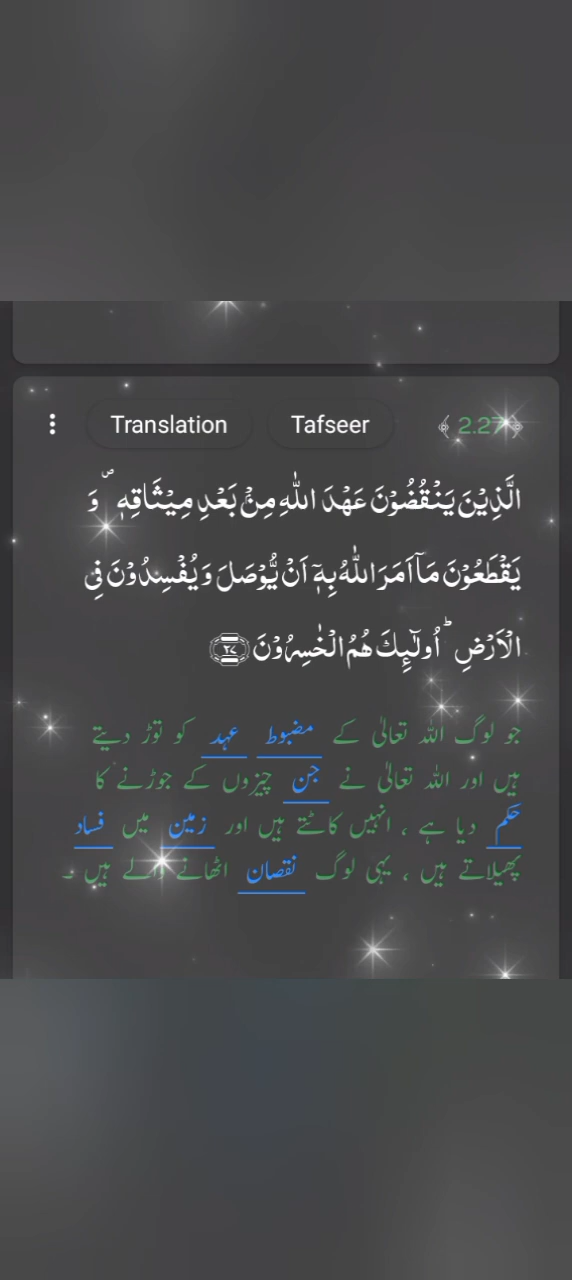 Translation Tafseer 2.27
الَّذِيۡنَ يَنۡقُضُوۡنَ عَهۡدَ اللّٰهِ مِنۡۢ بَعۡدِ مِيۡثَاقِهٖ ۪ وَ
يَقۡطَعُوۡنَ مَآ اَمَرَ اللّٰهُ بِهٖۤ اَنۡ يُّوۡصَلَ وَ يُفۡسِدُوۡنَ فِى
الۡاَرۡضِ ؕ اُولٰٓٮِٕكَ هُمُ الۡخٰسِرُوۡنَ ٢٧
جو لوگ اللہ تعالیٰ کے مضبوط عہد کو توڑ دیتے
ہیں اور اللہ تعالیٰ نے جن چیزوں کے جوڑنے کا
حکم دیا ہے ، انہیں کاٹتے ہیں اور زمین میں فساد
پھیلاتے ہیں ، یہی لوگ نقصان اٹھانے والے ہیں ۔